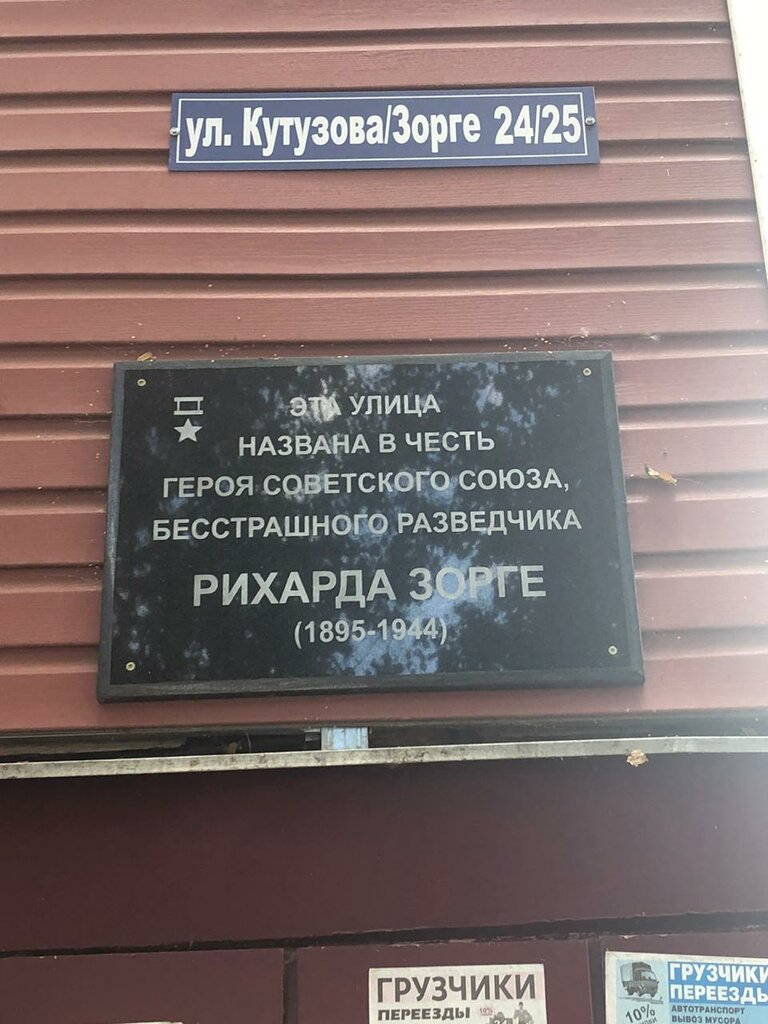 ул. Кутузова/Зорге 24/25
ЭТА УЛИЦА
НАЗВАНА В ЧЕСТЬ
ГЕРОЯ СОВЕТСКОГО СОЮЗА,
БЕССТРАШНОГО РАЗВЕДЧИКА
РИХАРДА ЗОРГЕ
(1895-1944)
ГРУЗЧИКИ
ПЕРЕЕЗДЫ
10%
ГРУЗЧИКИ
ПЕРЕЕЗДЫ
АВТОТРАНСПОРТ
ВЫВОЗ МУСОРА
10%